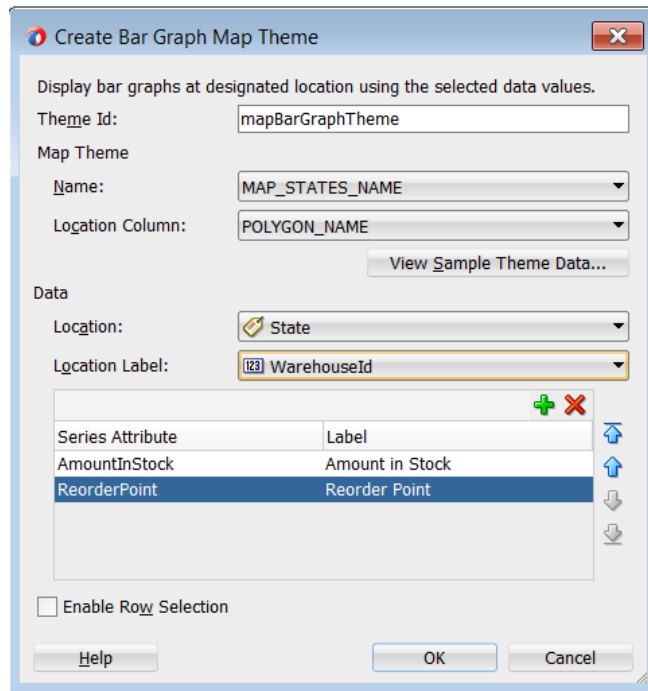 Create Bar Graph Map Theme
Display bar graphs at designated location using the selected data values.
Theme Id: mapBarGraphTheme
Map Theme
Name: MAP_STATES_NAME
Location Column: POLYGON_NAME
View Sample Theme Data...
Data
Location: State
Location Label: 123 WarehouseId
Series Attribute Label
AmountInStock Amount in Stock
ReorderPoint Reorder Point
Enable Row Selection
Help OK Cancel